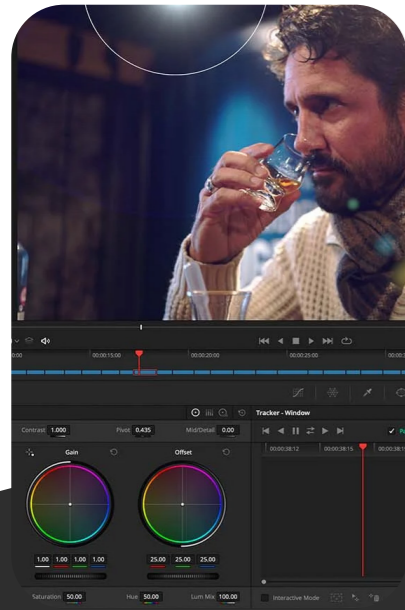 00:00:15:00 00:00:20:00 00:00:25:00
Contrast 1.000 Pivot 0.435 Mid/Detail 0.00
Tracker - Window
00:00:38:12 00:00:38:15
Gain Offset
1.00 1.00 1.00 1.00 25.00 25.00 25.00
Saturation 50.00 Hue 50.00 Lum Mix 100.00
Interactive Mode